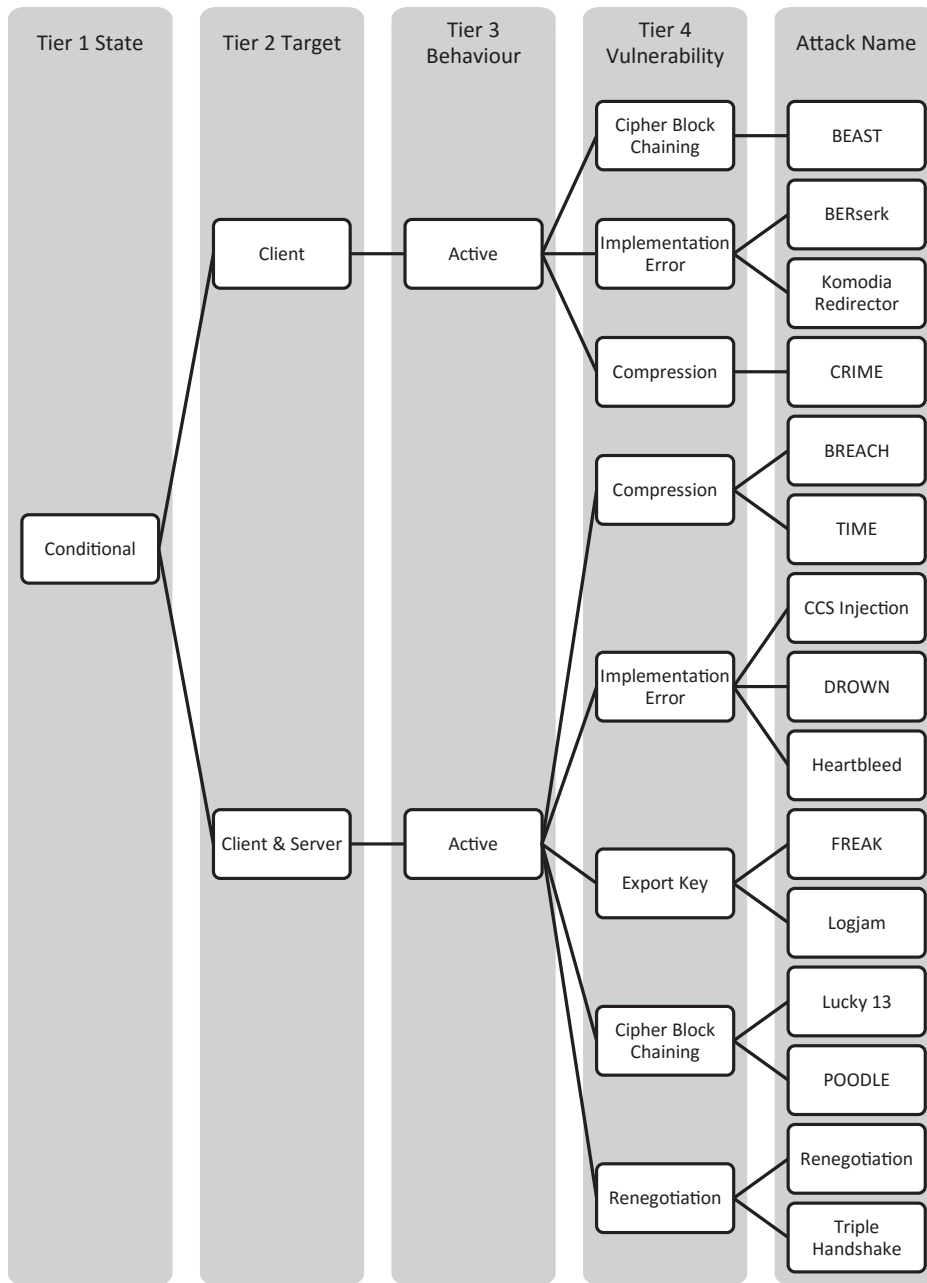 Tier 1 State
Tier 2 Target
Tier 3
Behaviour
Tier 4
Vulnerability
Attack Name
Conditional
Client
Client & Server
Active
Active
Cipher Block
Chaining
Implementation
Error
Compression
Compression
Implementation
Error
Export Key
Cipher Block
Chaining
Renegotiation
BEAST
BERserk
Komodia
Redirector
CRIME
BREACH
TIME
CCS Injection
DROWN
Heartbleed
FREAK
Logjam
Lucky 13
POODLE
Renegotiation
Triple
Handshake